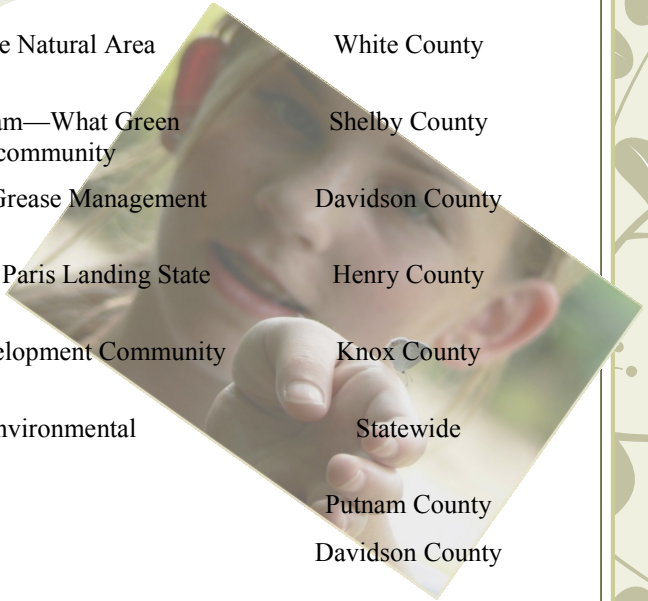 e Natural Area White County
am—What Green Shelby County
community
Grease Management Davidson County
Paris Landing State Henry County
elopment Community Knox County
nvironmental Statewide
Putnam County
Davidson County